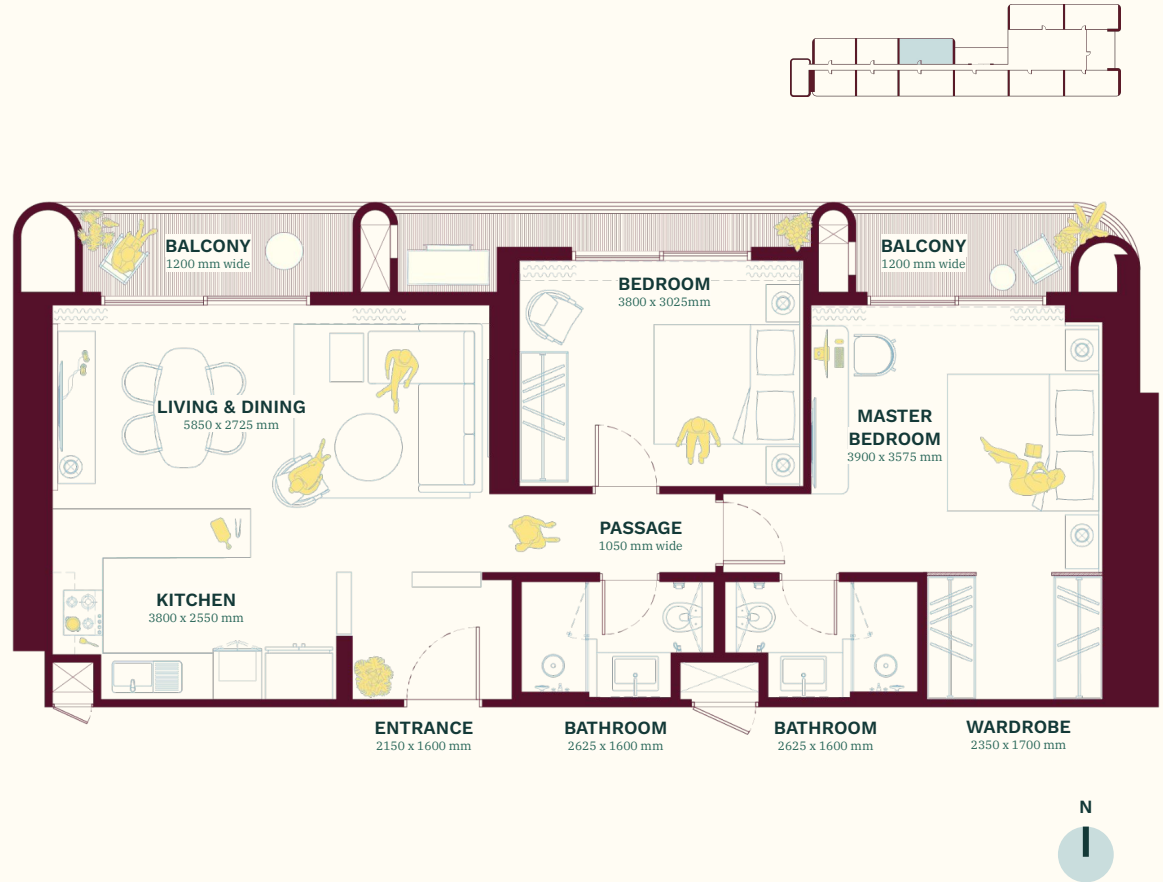 BALCONY
1200 mm wide
BALCONY
1200 mm wide
BEDROOM
3800 x 3025mm
LIVING & DINING
5850 x 2725 mm
MASTER
BEDROOM
3900 x 3575 mm
PASSAGE
1050 mm wide
KITCHEN
3800 x 2550 mm
ENTRANCE
2150 x 1600 mm
BATHROOM
2625 x 1600 mm
BATHROOM
2625 x 1600 mm
WARDROBE
2350 x 1700 mm
N